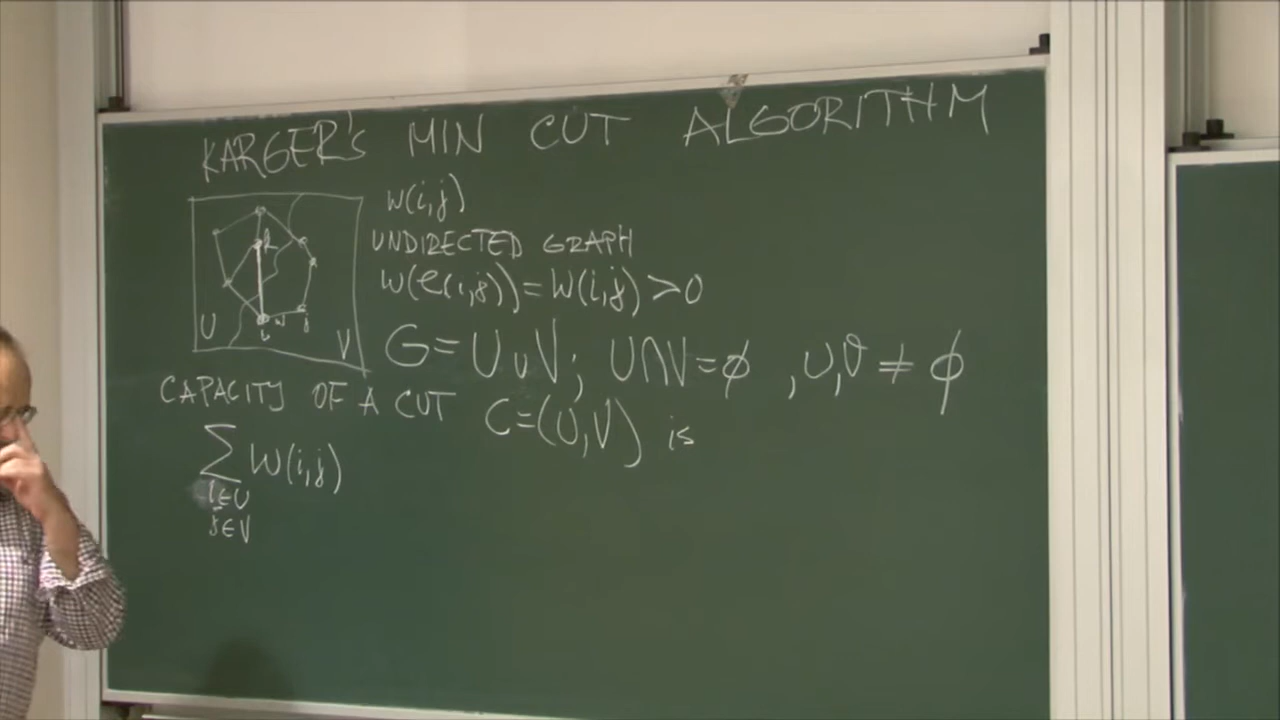 KARGER'S MIN CUT ALGORITHM
w(i,j)
UNDIRECTED GRAPH
w(e(i,j))=w(i,j)>0
G=U∪V; U∩V=ϕ , U,V ≠ ϕ
k
U i w j V
CAPACITY OF A CUT C=(U,V) is
∑ w(i,j)
i∈U
j∈V